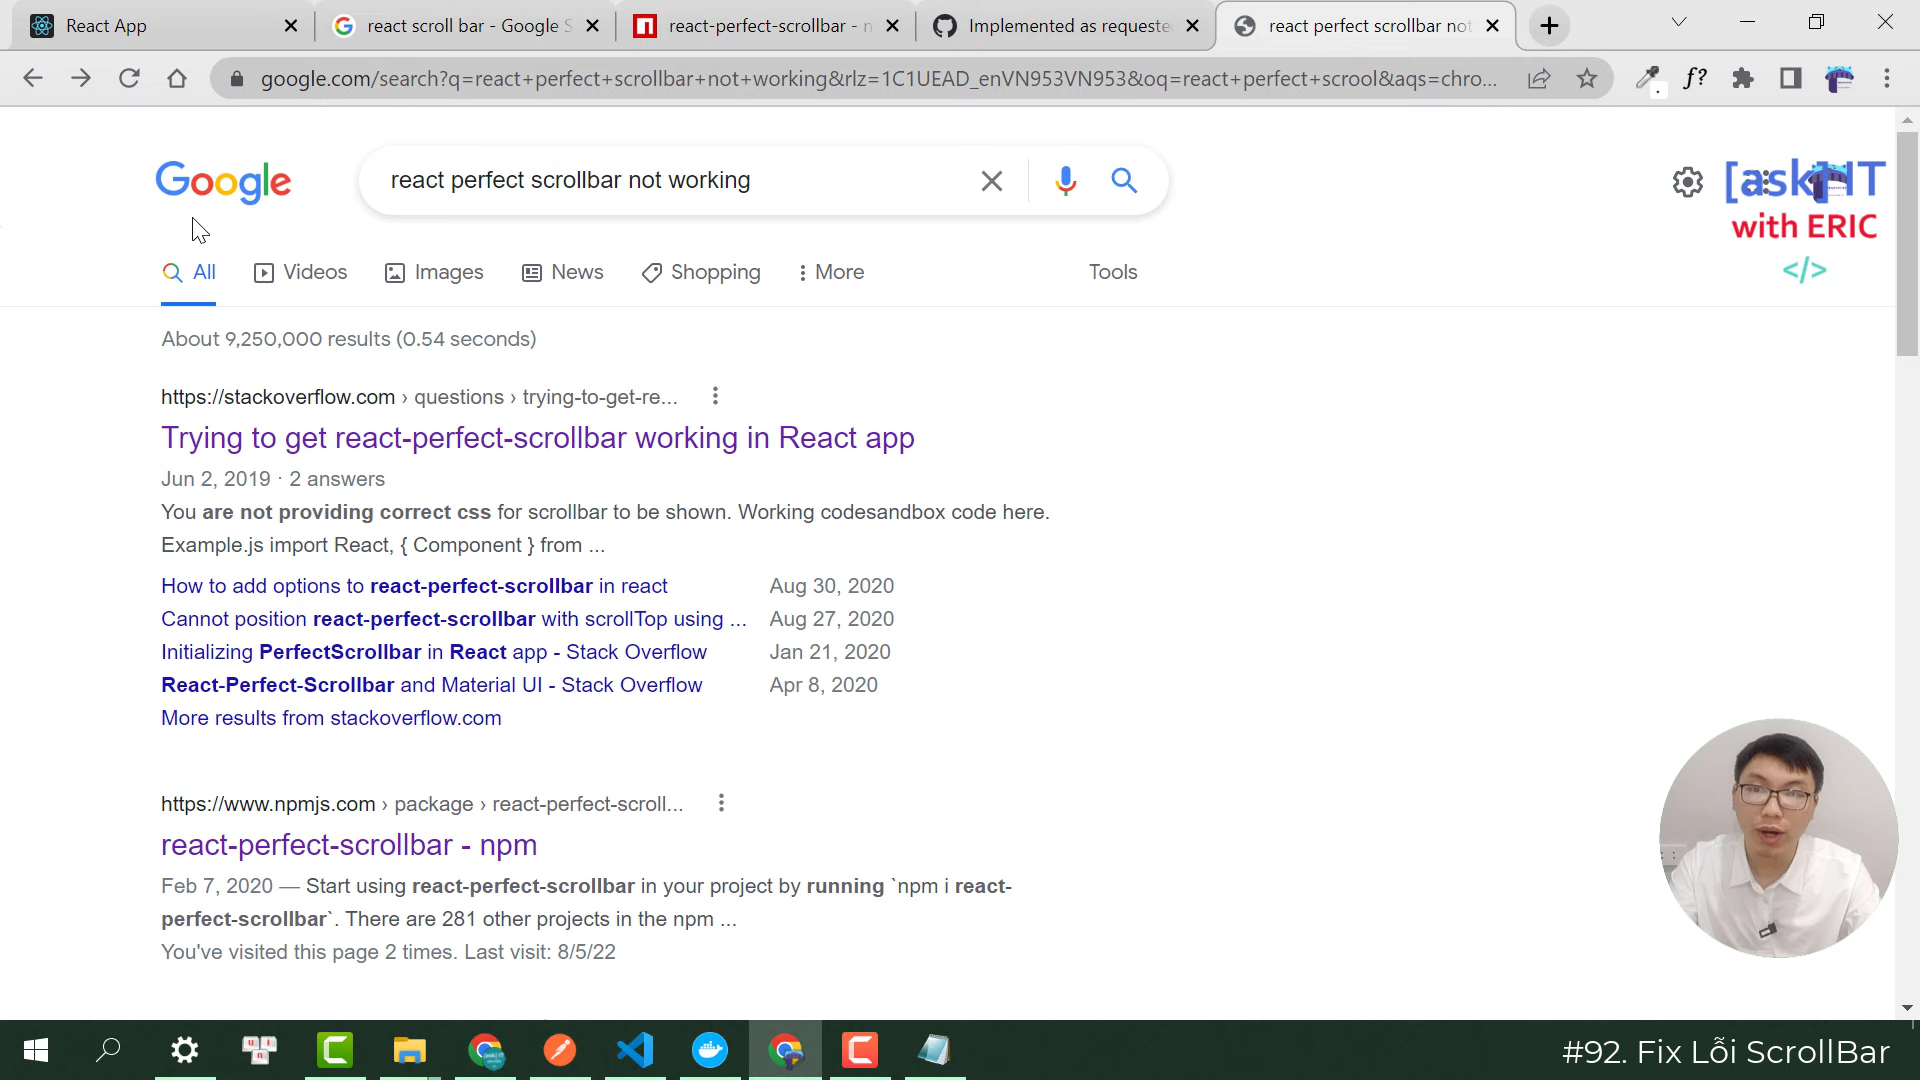 React App
react scroll bar - Google S
react-perfect-scrollbar - n
Implemented as requeste
react perfect scrollbar not
google.com/search?q=react+perfect+scrollbar+not+working&rlz=1C1UEAD_enVN953VN953&oq=react+perfect+scrool&aqs=chro...
f?
Google
react perfect scrollbar not working
[askHT
with ERIC
</>
All
Videos
Images
News
Shopping
More
Tools
About 9,250,000 results (0.54 seconds)
https://stackoverflow.com › questions › trying-to-get-re...
Trying to get react-perfect-scrollbar working in React app
Jun 2, 2019 · 2 answers
You are not providing correct css for scrollbar to be shown. Working codesandbox code here.
Example.js import React, { Component } from ...
How to add options to react-perfect-scrollbar in react Aug 30, 2020
Cannot position react-perfect-scrollbar with scrollTop using ... Aug 27, 2020
Initializing PerfectScrollbar in React app - Stack Overflow Jan 21, 2020
React-Perfect-Scrollbar and Material UI - Stack Overflow Apr 8, 2020
More results from stackoverflow.com
https://www.npmjs.com › package › react-perfect-scroll...
react-perfect-scrollbar - npm
Feb 7, 2020 — Start using react-perfect-scrollbar in your project by running `npm i react-
perfect-scrollbar`. There are 281 other projects in the npm ...
You've visited this page 2 times. Last visit: 8/5/22
#92. Fix Lỗi ScrollBar